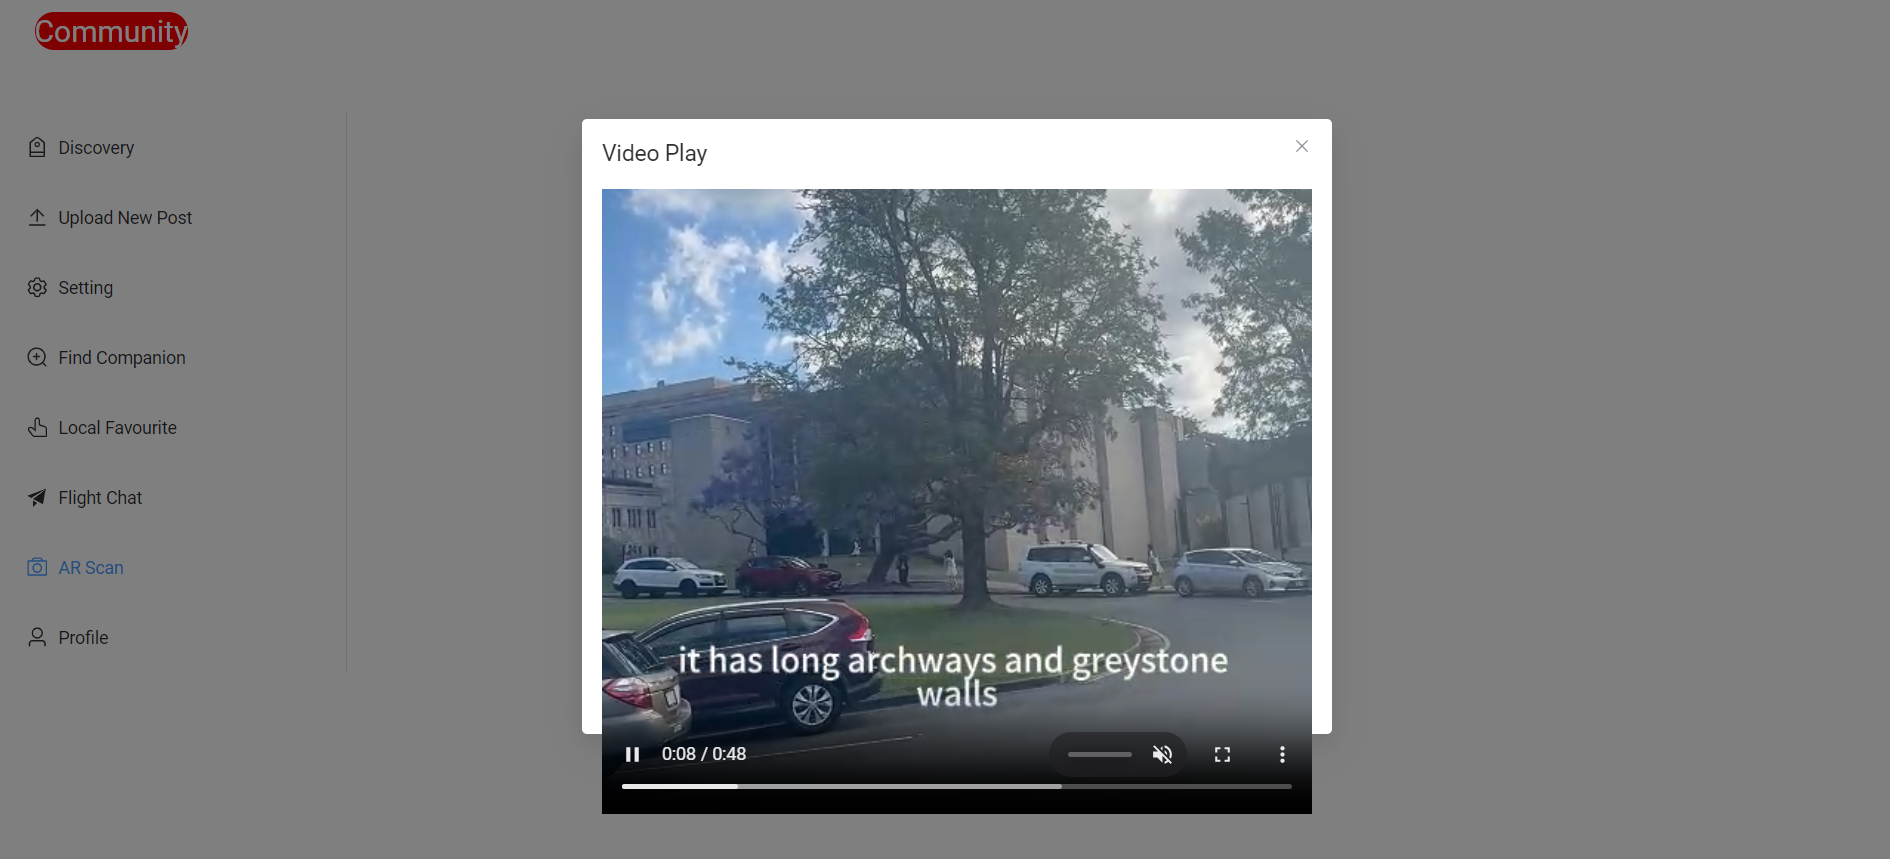 Community
Discovery
Upload New Post
Setting
Find Companion
Local Favourite
Flight Chat
AR Scan
Profile
Video Play
it has long archways and greystone
walls
0:08 / 0:48